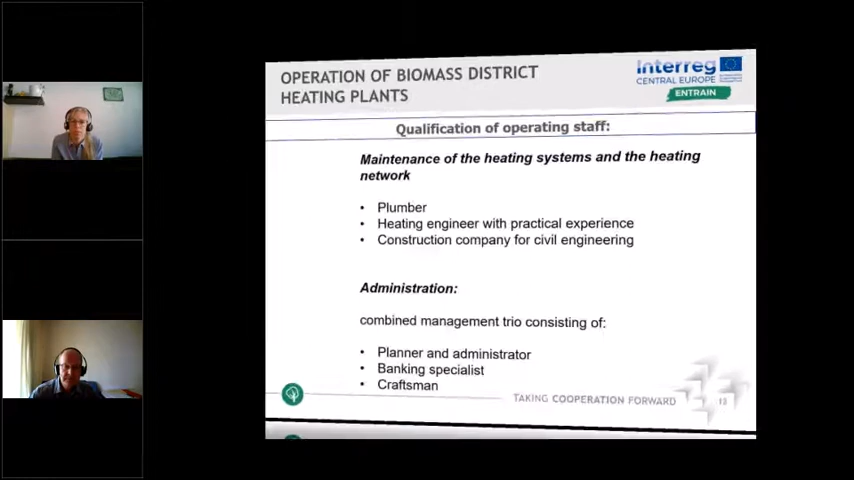 OPERATION OF BIOMASS DISTRICT
HEATING PLANTS
Interreg
CENTRAL EUROPE
ENTRAIN
Qualification of operating staff:
Maintenance of the heating systems and the heating
network
• Plumber
• Heating engineer with practical experience
• Construction company for civil engineering
Administration:
combined management trio consisting of:
• Planner and administrator
• Banking specialist
• Craftsman
TAKING COOPERATION FORWARD